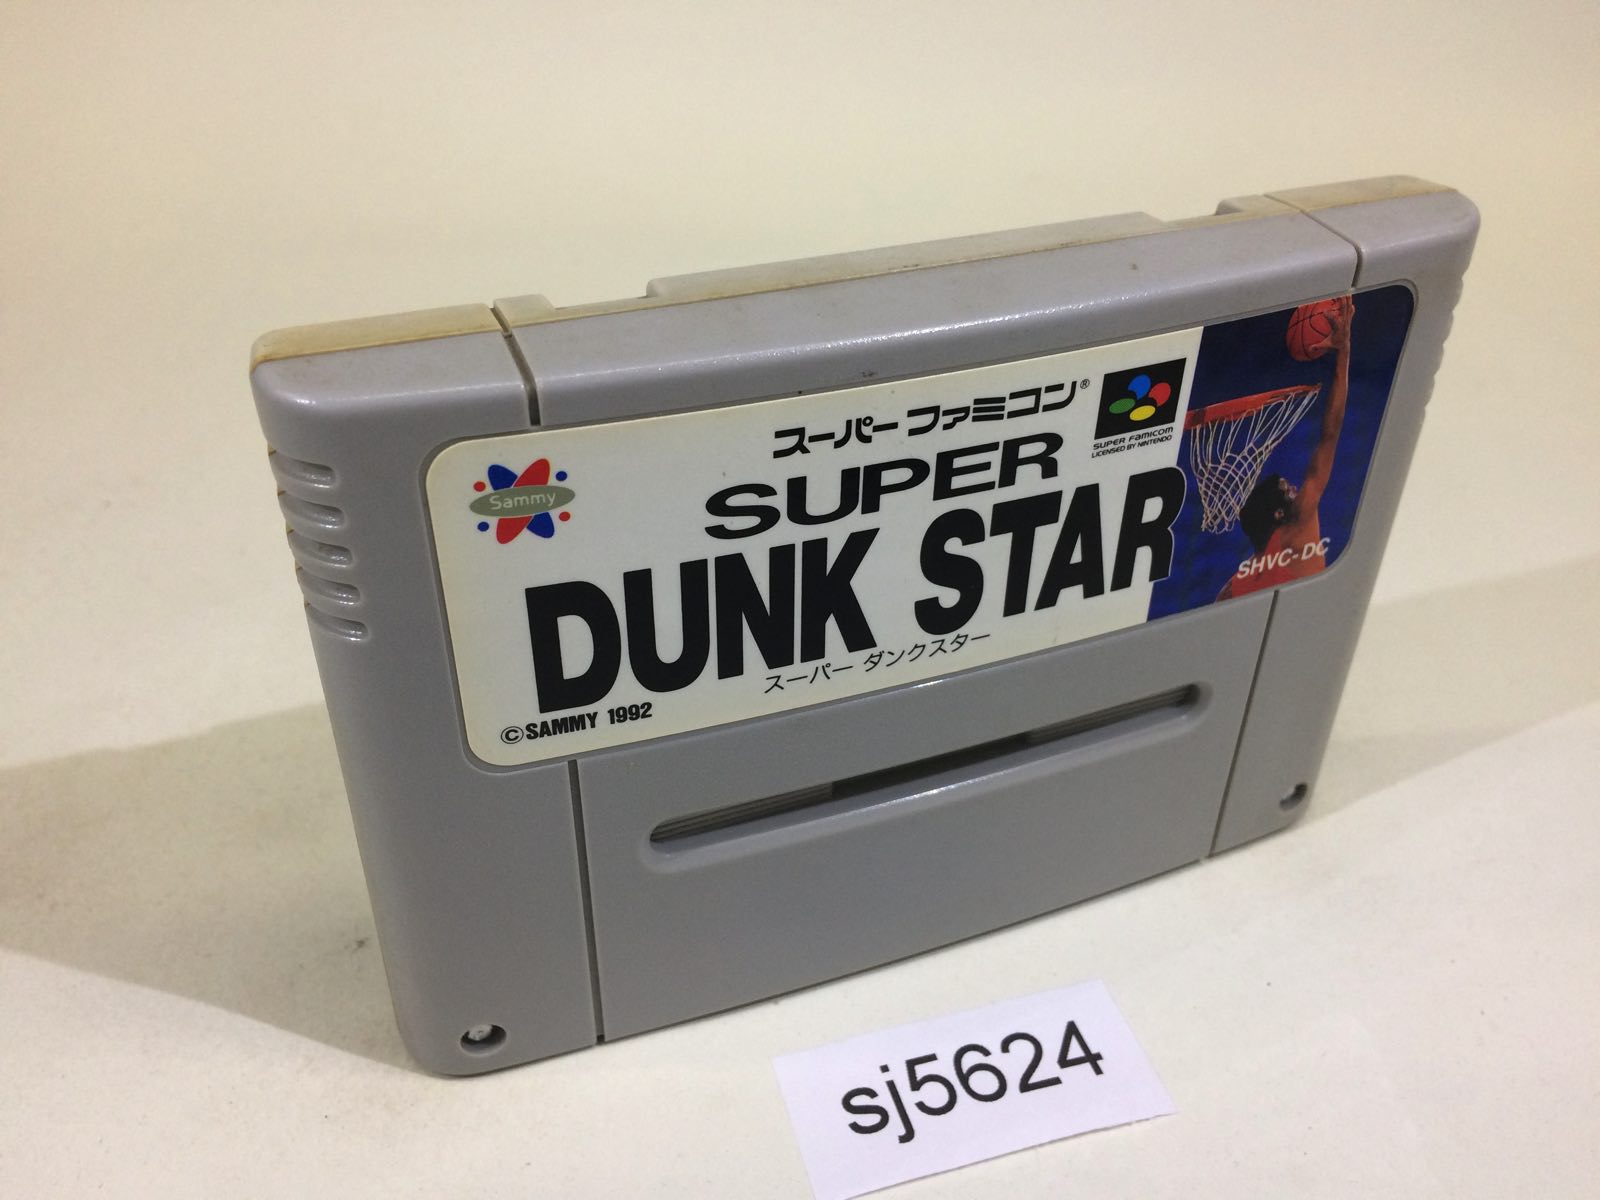 Sammy
スーパーファミコン®
SUPER FAMICOM
LICENSED BY NINTENDO
SUPER
DUNK STAR
スーパー ダンクスター
©SAMMY 1992
SHVC-DC
sj5624